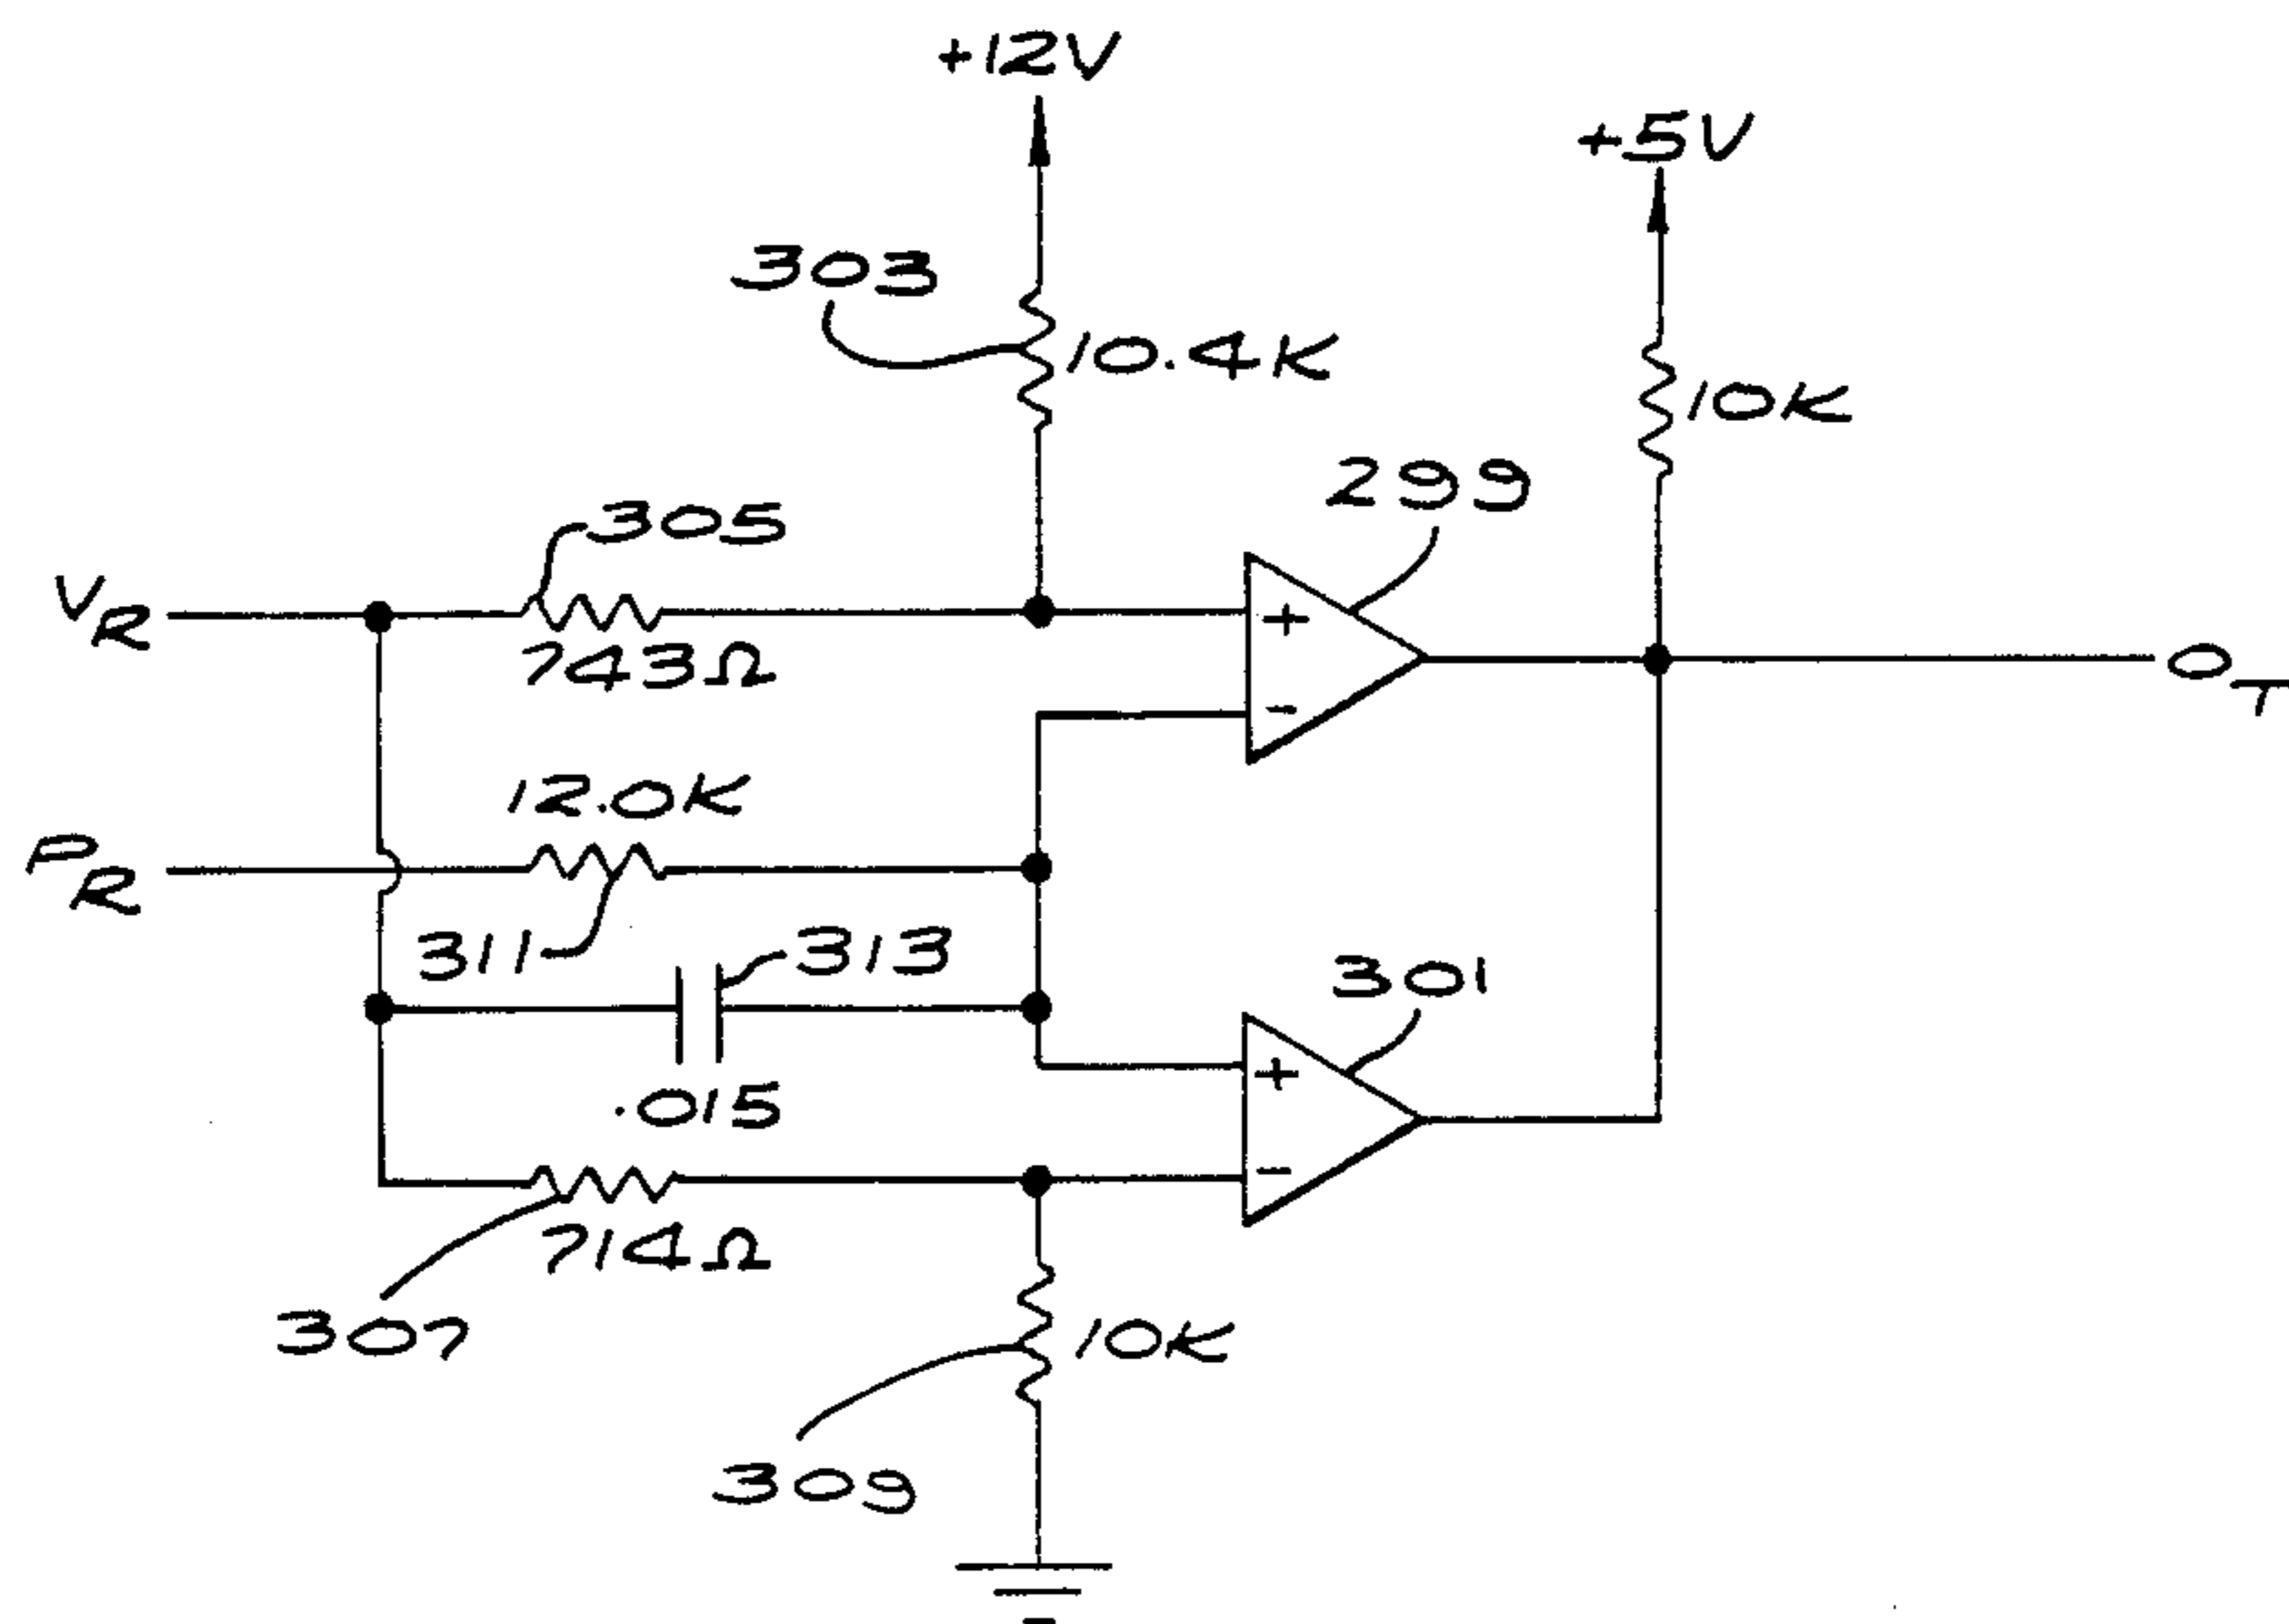 +12V
+5V
303
10.4K
10K
299
305
VR
743Ω
OT
12.0K
PR
311
313
301
.015
714Ω
307
10K
309
+
-
+
-